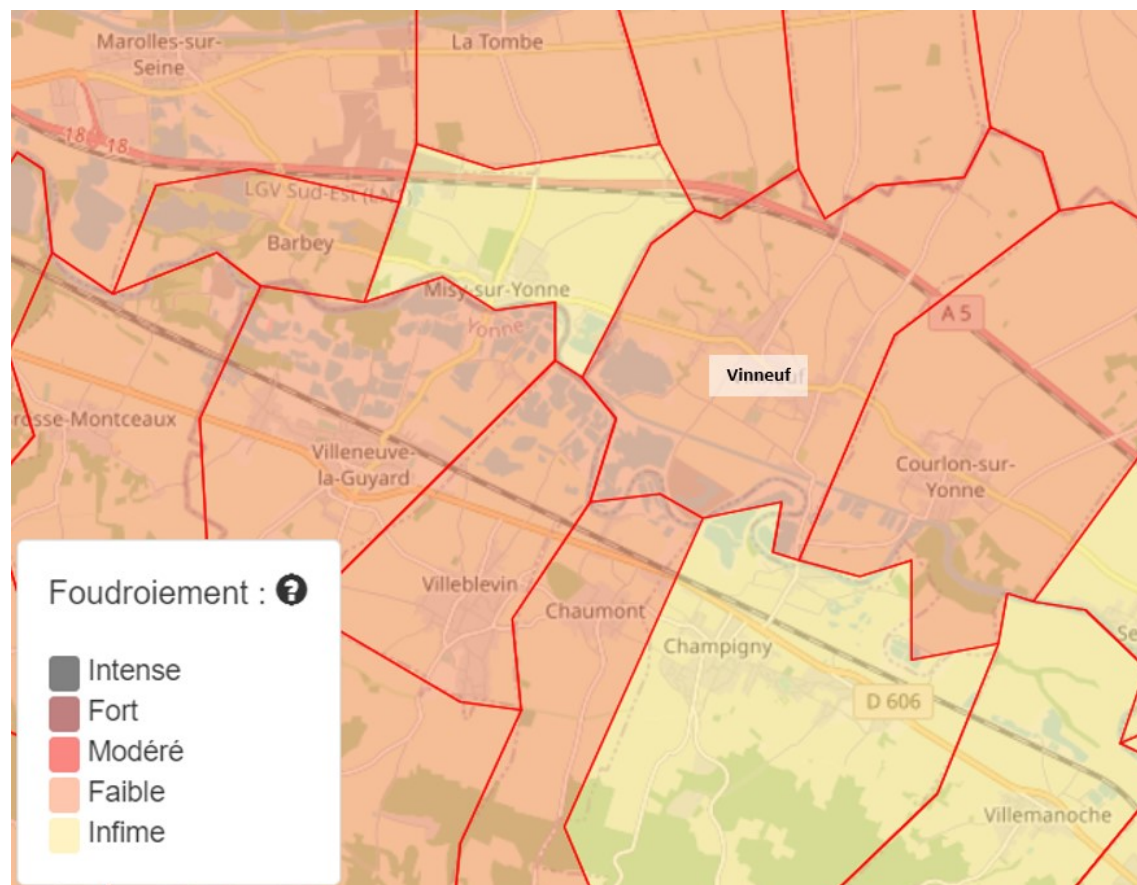 Marolles-sur-
Seine
La Tombe
18
18
LGV Sud-Est (LN1)
Barbey
Misy-sur-Yonne
Yonne
A 5
Vinneuf
rosse-Montceaux
Villeneuve-
la-Guyard
Courlon-sur-
Yonne
Villeblevin
Chaumont
Champigny
Se
D 606
Villemanoche
Foudroiement :
Intense
Fort
Modéré
Faible
Infime